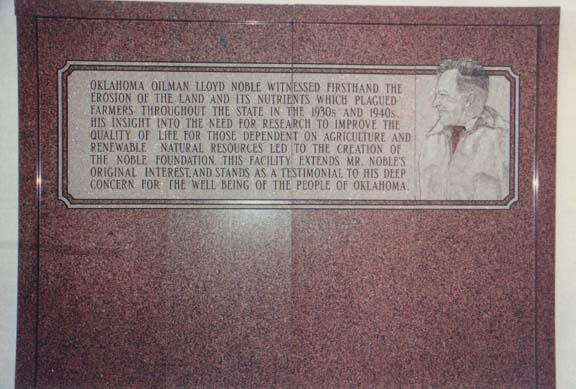 OKLAHOMA OILMAN LLOYD NOBLE WITNESSED FIRSTHAND THE
EROSION OF THE LAND AND ITS NUTRIENTS WHICH PLAGUED
FARMERS THROUGHOUT THE STATE IN THE 1930s AND 1940s.
HIS INSIGHT INTO THE NEED FOR RESEARCH TO IMPROVE THE
QUALITY OF LIFE FOR THOSE DEPENDENT ON AGRICULTURE AND
RENEWABLE NATURAL RESOURCES LED TO THE CREATION OF
THE NOBLE FOUNDATION. THIS FACILITY EXTENDS MR. NOBLE'S
ORIGINAL INTEREST, AND STANDS AS A TESTIMONIAL TO HIS DEEP
CONCERN FOR THE WELL BEING OF THE PEOPLE OF OKLAHOMA.